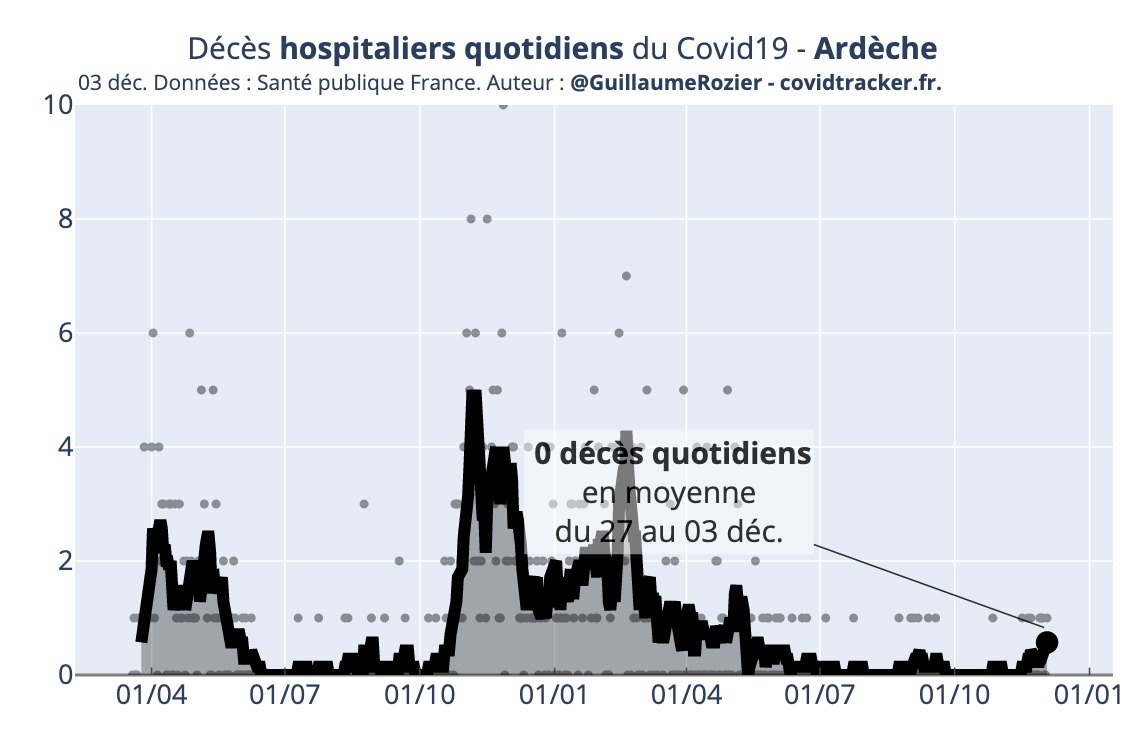 Décès hospitaliers quotidiens du Covid19 - Ardèche
03 déc. Données : Santé publique France. Auteur : @GuillaumeRozier - covidtracker.fr.
10
8
6
4
2
0
0 décès quotidiens
en moyenne
du 27 au 03 déc.
01/04 01/07 01/10 01/01 01/04 01/07 01/10 01/01